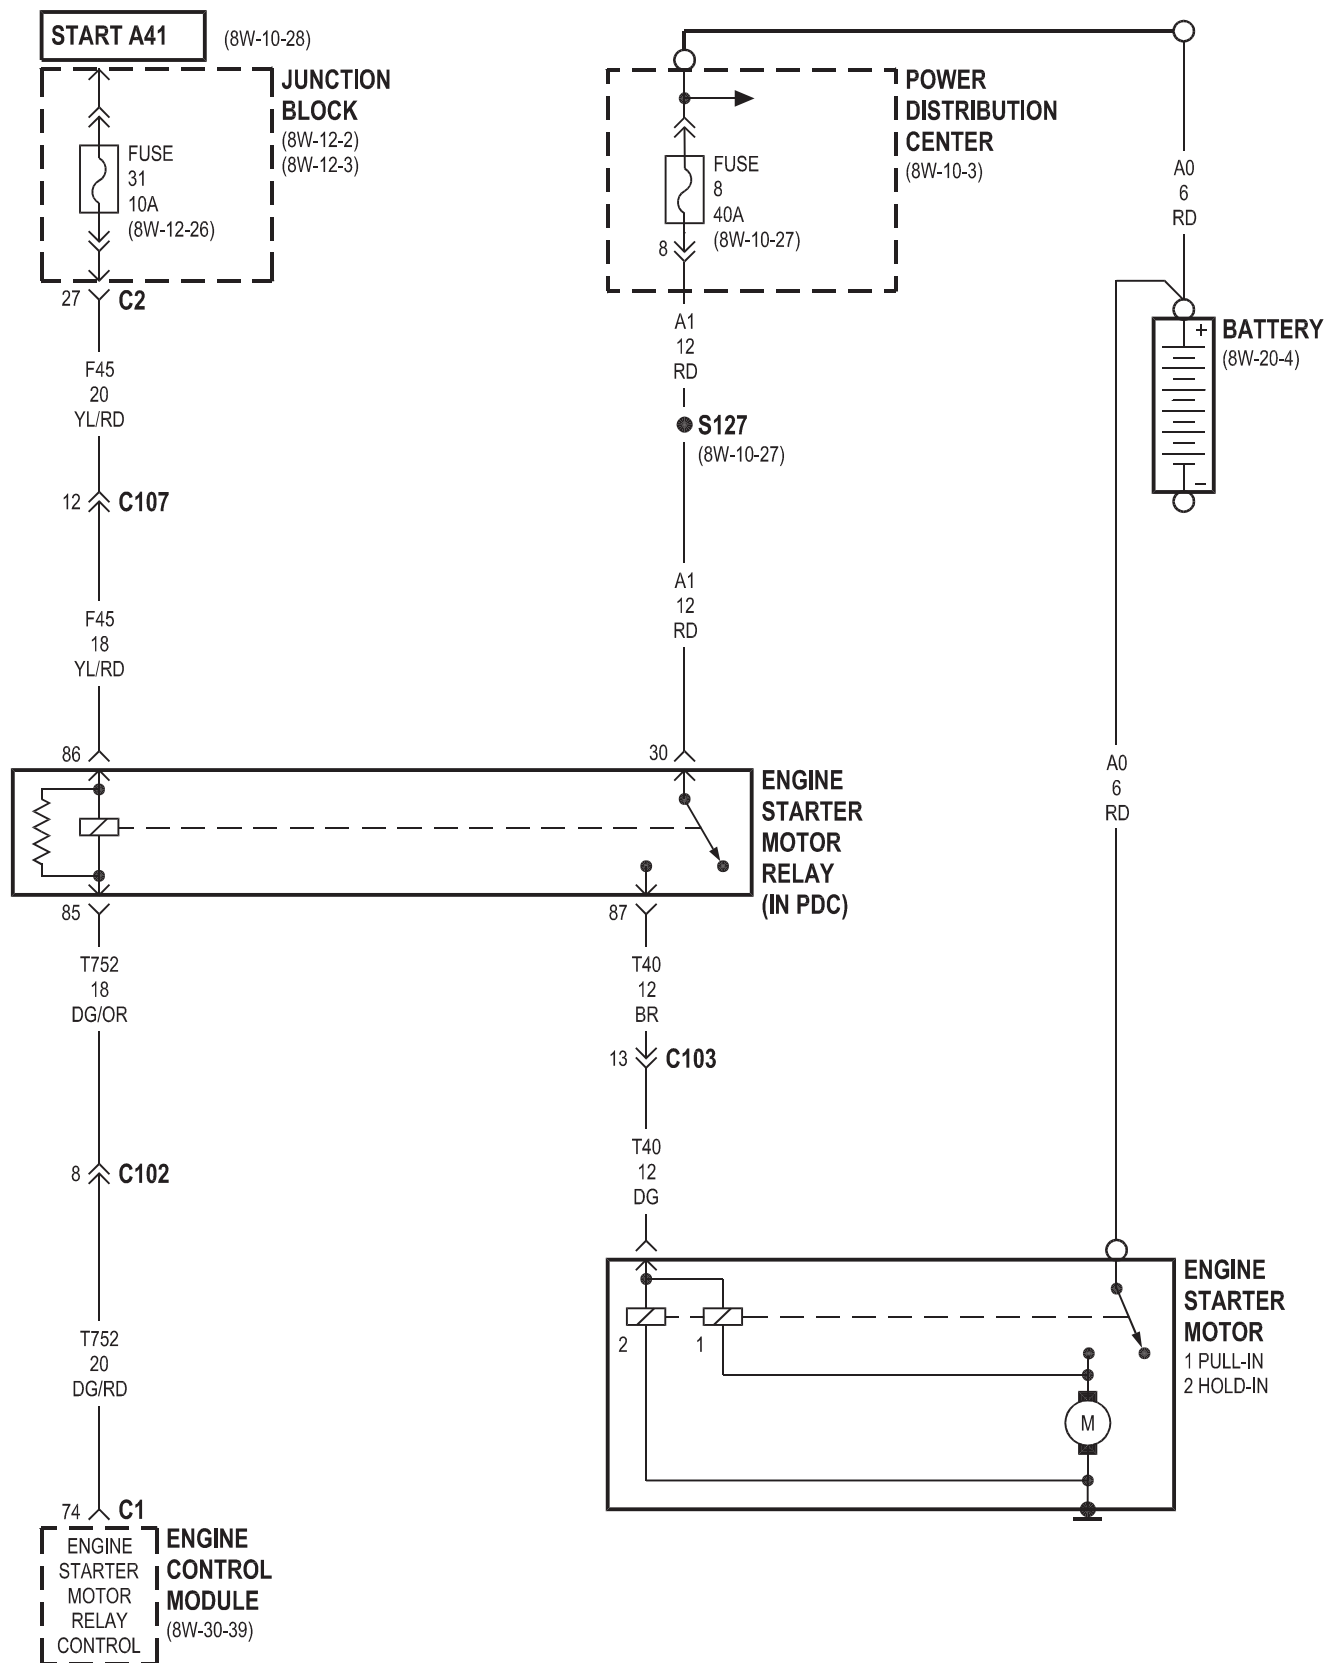 START A41
(8W-10-28)
JUNCTION
BLOCK
(8W-12-2)
(8W-12-3)
FUSE
31
10A
(8W-12-26)
27
C2
F45
20
YL/RD
12
C107
F45
18
YL/RD
86
POWER
DISTRIBUTION
CENTER
(8W-10-3)
FUSE
8
40A
(8W-10-27)
8
A1
12
RD
S127
(8W-10-27)
A1
12
RD
30
A0
6
RD
+
BATTERY
(8W-20-4)
–
A0
6
RD
ENGINE
STARTER
MOTOR
RELAY
(IN PDC)
85
T752
18
DG/OR
8
C102
T752
20
DG/RD
74
C1
ENGINE
STARTER
MOTOR
RELAY
CONTROL
ENGINE
CONTROL
MODULE
(8W-30-39)
87
T40
12
BR
13
C103
T40
12
DG
2
1
M
ENGINE
STARTER
MOTOR
1 PULL-IN
2 HOLD-IN